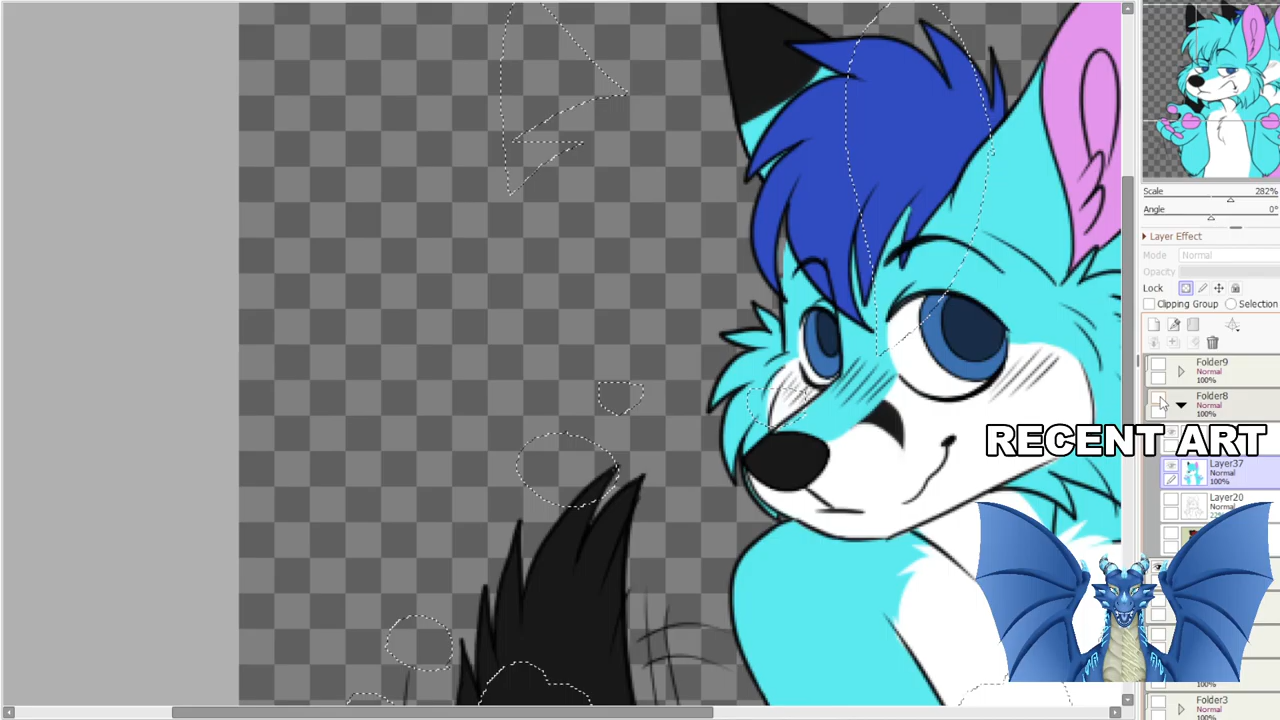 Scale 282%
Angle 0°
Layer Effect
Mode Normal
Opacity
Lock
Clipping Group Selection
Folder9
Normal
100%
Folder8
Normal
100%
RECENT ART
Layer37
Normal
100%
Layer20
Normal
100%
Folder3
Normal